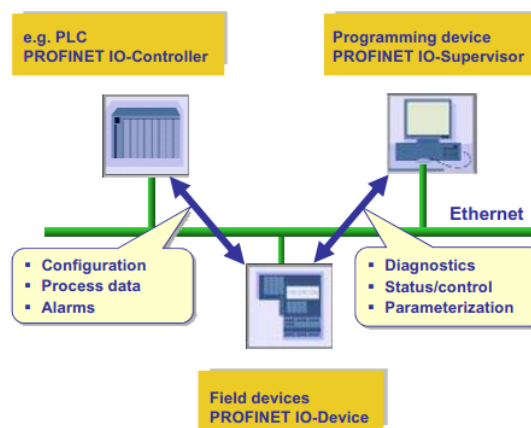 e.g. PLC
PROFINET IO-Controller
Programming device
PROFINET IO-Supervisor
Ethernet
▪ Configuration
▪ Process data
▪ Alarms
▪ Diagnostics
▪ Status/control
▪ Parameterization
Field devices
PROFINET IO-Device